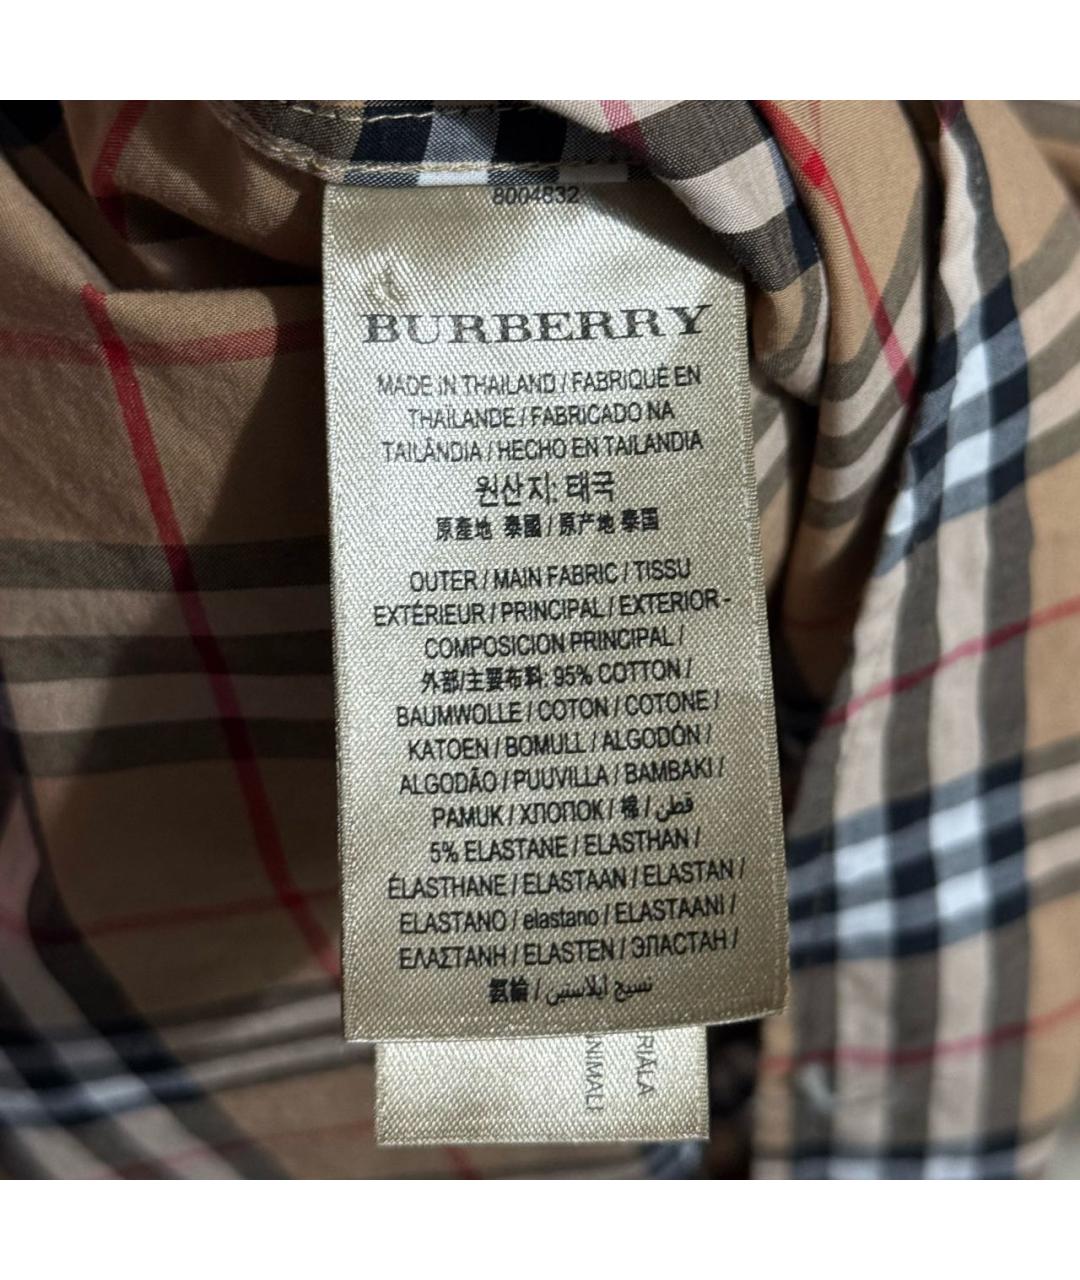 8004832
BURBERRY
MADE IN THAILAND / FABRIQUÉ EN
THAILANDE / FABRICADO NA
TAILÂNDIA / HECHO EN TAILANDIA
원산지: 태국
原產地 泰國 / 原产地 泰国
OUTER / MAIN FABRIC / TISSU
EXTÉRIEUR / PRINCIPAL / EXTERIOR -
COMPOSICION PRINCIPAL /
外部/主要布料: 95% COTTON /
BAUMWOLLE / COTON / COTONE /
KATOEN / BOMULL / ALGODÓN /
ALGODÃO / PUUVILLA / BAMBAKI /
PAMUK / ХЛОПОК / 棉 / قطن
5% ELASTANE / ELASTHAN /
ÉLASTHANE / ELASTAAN / ELASTAN /
ELASTANO / elastano / ELASTAANI /
ΕΛΑΣΤΑΝΗ / ELASTEN / ЭЛАСТАН /
氨綸 / نسيج ايلاستين
RIÁLA
NIMALI